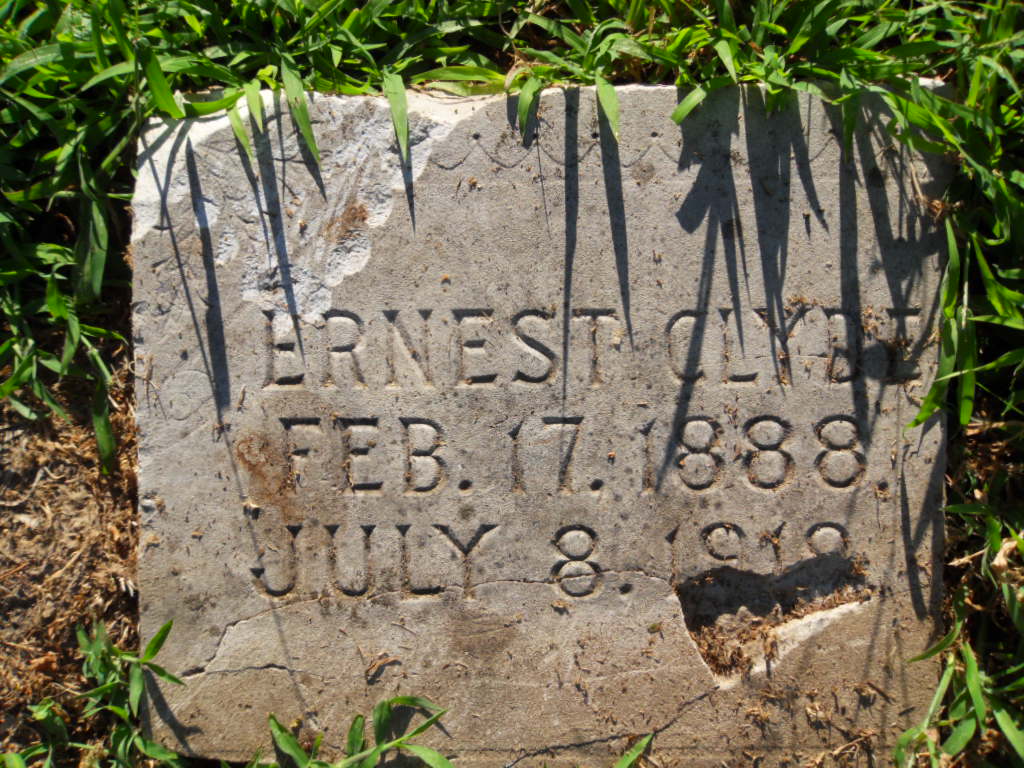 ERNEST CLYDE
FEB. 17. 1888.
JULY 8.